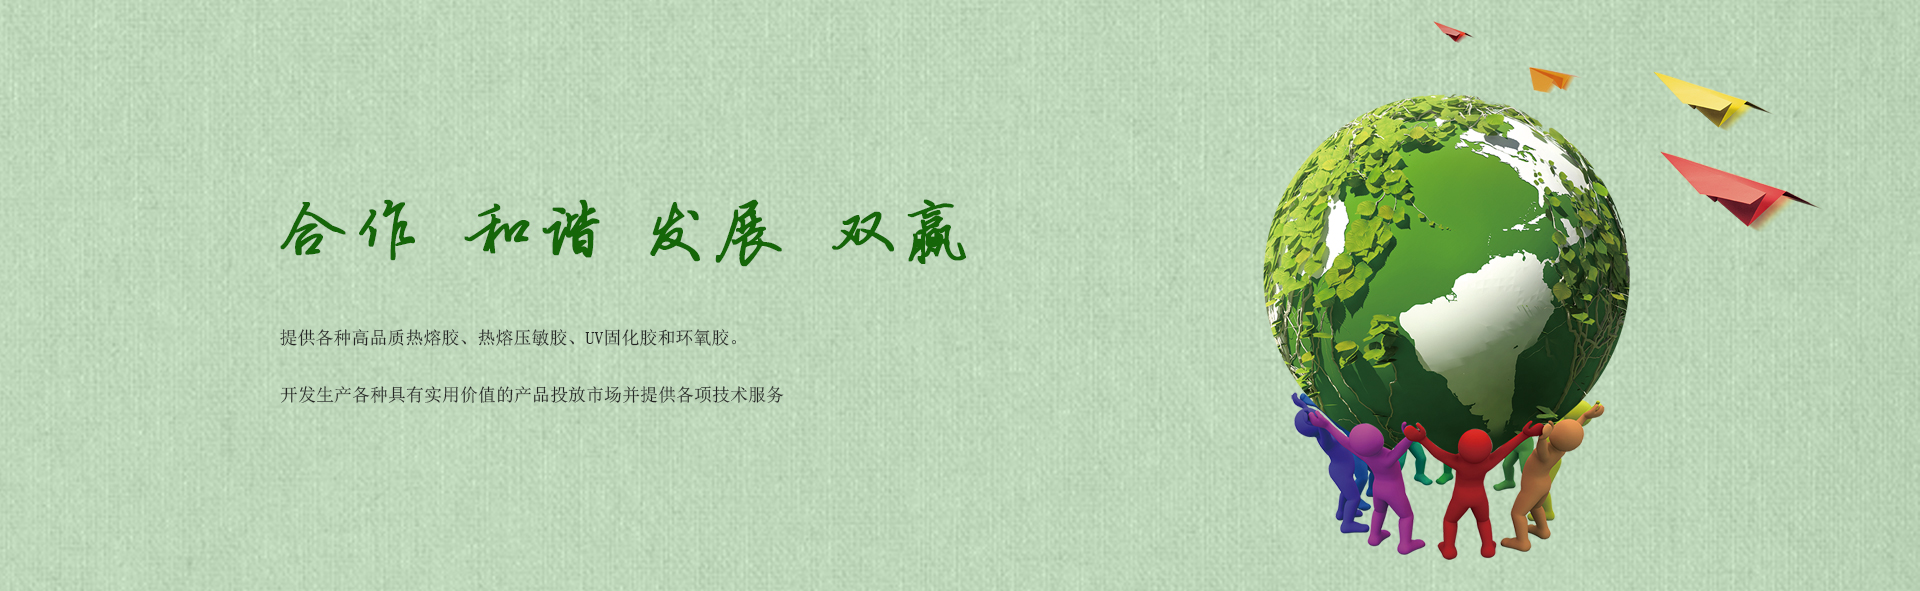 合作 和谐 发展 双赢
提供各种高品质热熔胶、热熔压敏胶、UV固化胶和环氧胶。
开发生产各种具有实用价值的产品投放市场并提供各项技术服务